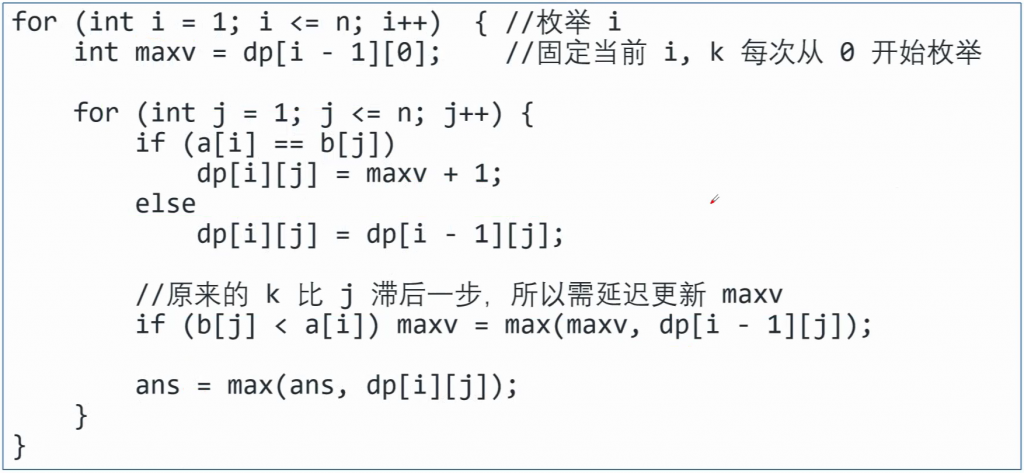 for (int i = 1; i <= n; i++)  { //枚举 i
    int maxv = dp[i - 1][0];    //固定当前 i, k 每次从 0 开始枚举
    for (int j = 1; j <= n; j++) {
        if (a[i] == b[j])
            dp[i][j] = maxv + 1;
        else
            dp[i][j] = dp[i - 1][j];
        //原来的 k 比 j 滞后一步，所以需延迟更新 maxv
        if (b[j] < a[i]) maxv = max(maxv, dp[i - 1][j]);
        ans = max(ans, dp[i][j]);
    }
}